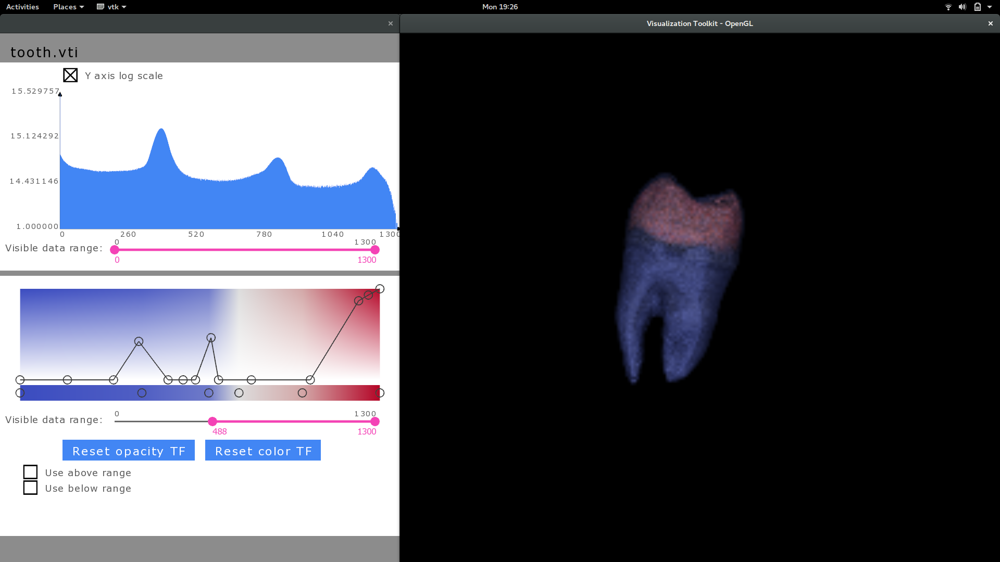 Activities Places vtk Mon 19:26
Visualization Toolkit - OpenGL
tooth.vti
Y axis log scale
15.529757
15.124292
14.431146
1.000000
0 260 520 780 1040 1300
0 1300
Visible data range:
0 1300
0 1300
Visible data range:
488 1300
Reset opacity TF Reset color TF
Use above range
Use below range